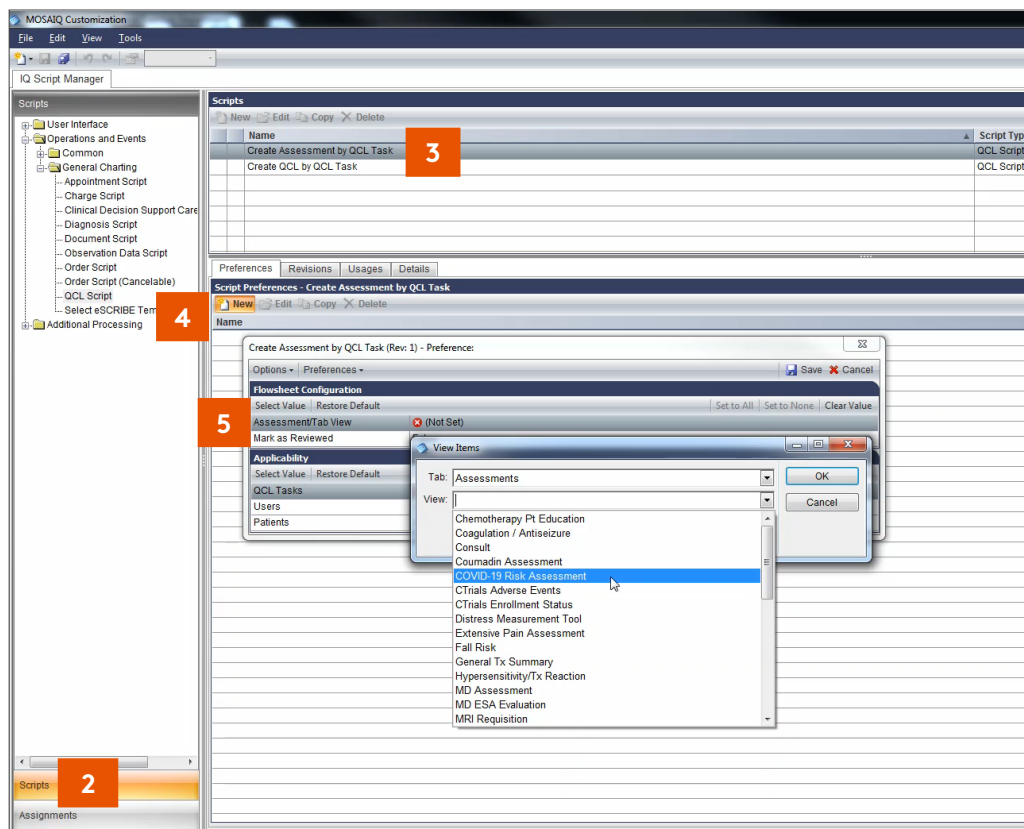 MOSAIQ Customization
File Edit View Tools
IQ Script Manager
Scripts
User Interface
Operations and Events
Common
General Charting
Appointment Script
Charge Script
Clinical Decision Support Care
Diagnosis Script
Document Script
Observation Data Script
Order Script
Order Script (Cancelable)
QCL Script
Select eSCRIBE Tem
Additional Processing
4
Scripts
2
Assignments
Scripts
New Edit Copy Delete
Name Script Typ
Create Assessment by QCL Task QCL Script
3
Create QCL by QCL Task QCL Script
Preferences Revisions Usages Details
Script Preferences - Create Assessment by QCL Task
New Edit Copy Delete
Name
Create Assessment by QCL Task (Rev: 1) - Preference:
Options Preferences Save Cancel
Flowsheet Configuration
Select Value Restore Default Set to All Set to None Clear Value
5
Assessment/Tab View (Not Set)
Mark as Reviewed
Applicability
Select Value Restore Default
QCL Tasks
Users
Patients
View Items
Tab: Assessments OK
View: Cancel
Chemotherapy Pt Education
Coagulation / Antiseizure
Consult
Coumadin Assessment
COVID-19 Risk Assessment
CTrials Adverse Events
CTrials Enrollment Status
Distress Measurement Tool
Extensive Pain Assessment
Fall Risk
General Tx Summary
Hypersensitivity/Tx Reaction
MD Assessment
MD ESA Evaluation
MRI Requisition